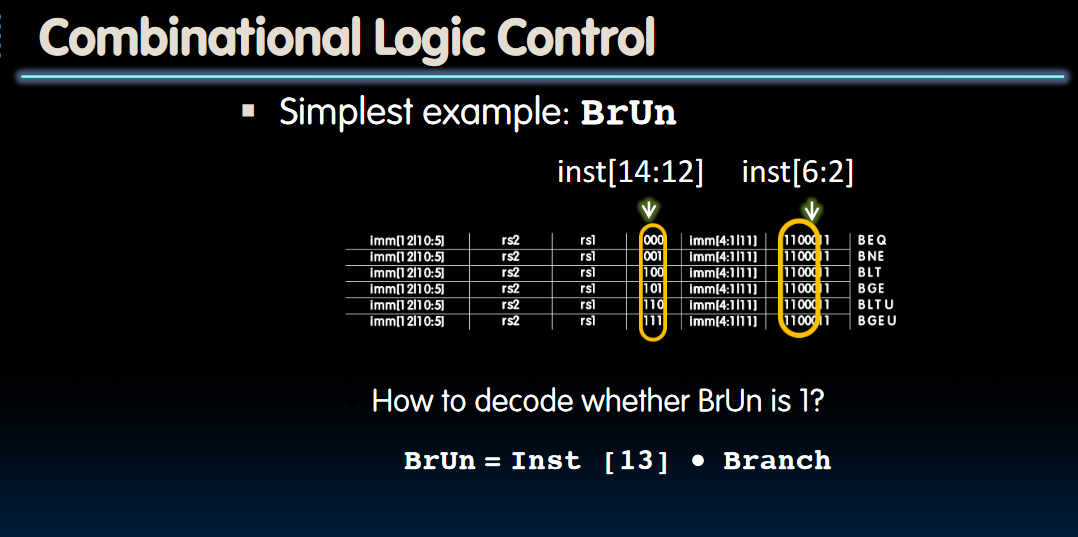 Combinational Logic Control
▪ Simplest example: BrUn
inst[14:12] inst[6:2]
imm[12|10:5] rs2 rs1 000 imm[4:1|11] 1100011 BEQ
imm[12|10:5] rs2 rs1 001 imm[4:1|11] 1100011 BNE
imm[12|10:5] rs2 rs1 100 imm[4:1|11] 1100011 BLT
imm[12|10:5] rs2 rs1 101 imm[4:1|11] 1100011 BGE
imm[12|10:5] rs2 rs1 110 imm[4:1|11] 1100011 BLTU
imm[12|10:5] rs2 rs1 111 imm[4:1|11] 1100011 BGEU
How to decode whether BrUn is 1?
BrUn = Inst [13] • Branch